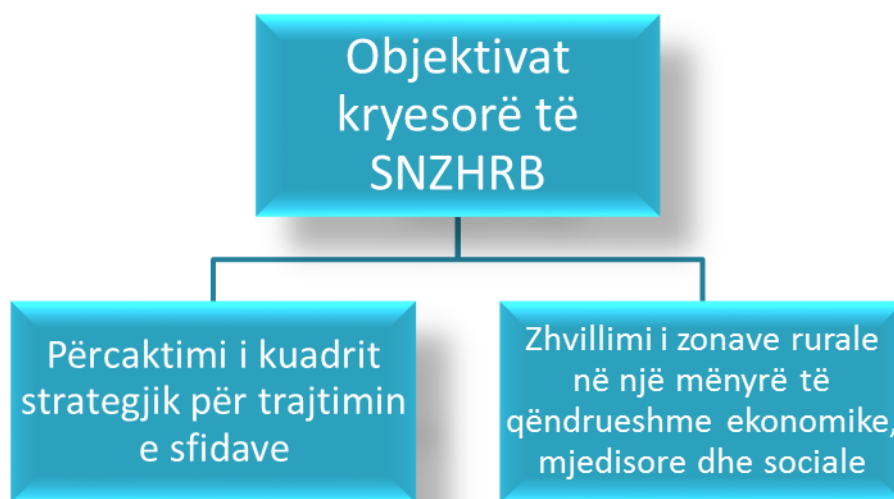 Objektivat
kryesorë të
SNZHRB
Përcaktimi i kuadrit
strategjik për trajtimin
e sfidave
Zhvillimi i zonave rurale
në një mënyrë të
qëndrueshme ekonomike,
mjedisore dhe sociale